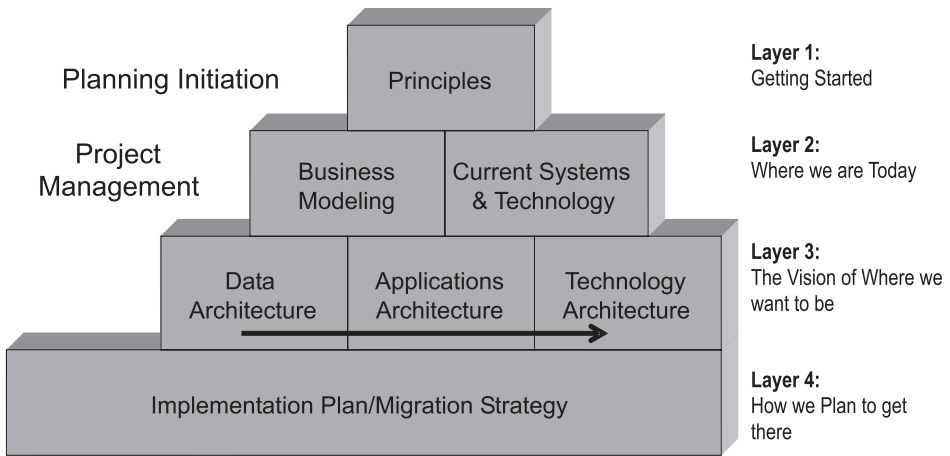 Planning Initiation
Principles
Layer 1:
Getting Started
Project
Management
Business
Modeling
Current Systems
& Technology
Layer 2:
Where we are Today
Data
Architecture
Applications
Architecture
Technology
Architecture
Layer 3:
The Vision of Where we
want to be
Implementation Plan/Migration Strategy
Layer 4:
How we Plan to get
there